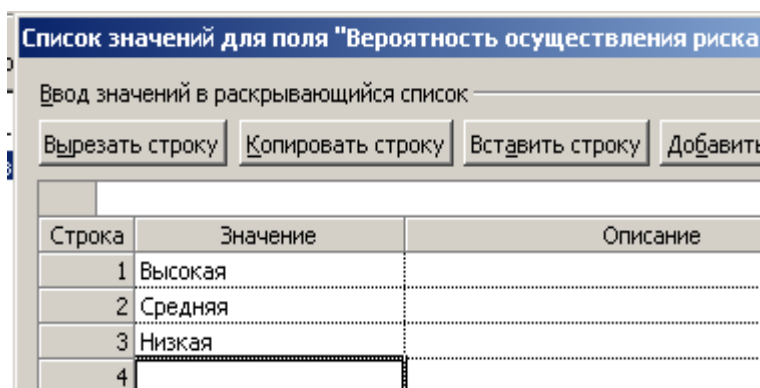 Список значений для поля "Вероятность осуществления риска
Ввод значений в раскрывающийся список
Вырезать строку Копировать строку Вставить строку Добавить
Строка Значение Описание
1 Высокая
2 Средняя
3 Низкая
4